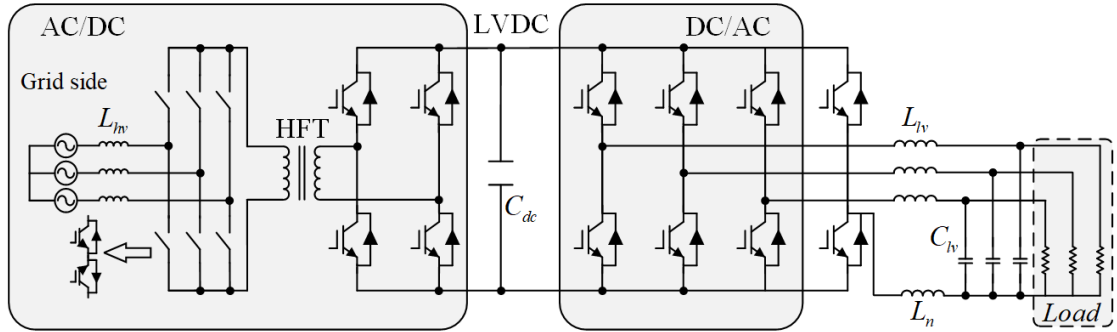 AC/DC
LVDC
DC/AC
Grid side
L_hv
HFT
L_lv
C_dc
C_lv
L_n
Load